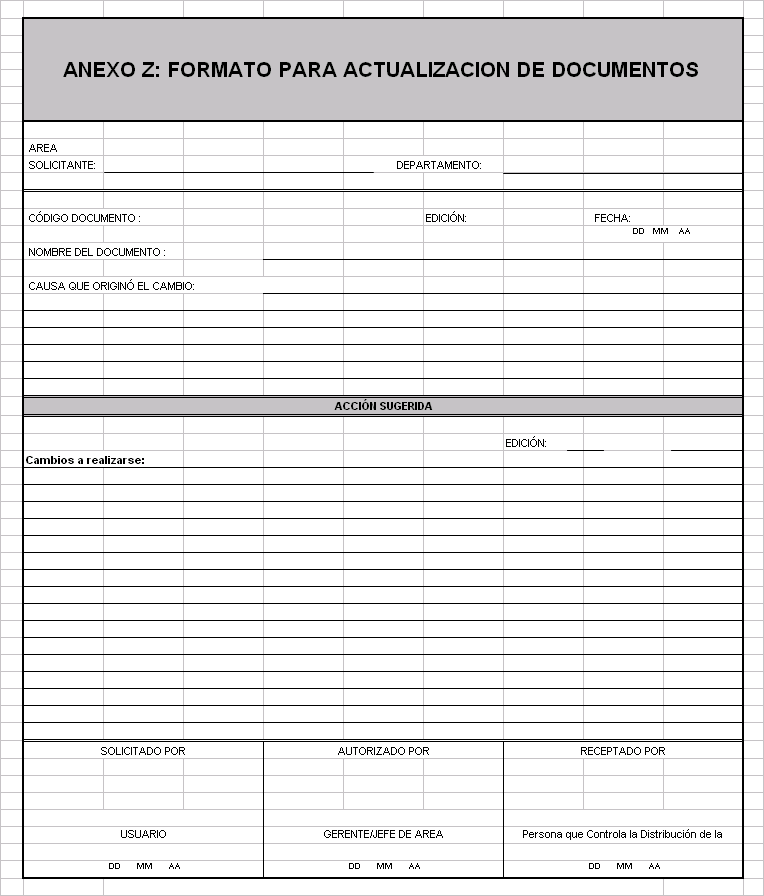 ANEXO Z: FORMATO PARA ACTUALIZACION DE DOCUMENTOS
AREA
SOLICITANTE: DEPARTAMENTO:
CÓDIGO DOCUMENTO : EDICIÓN: FECHA:
DD MM AA
NOMBRE DEL DOCUMENTO :
CAUSA QUE ORIGINÓ EL CAMBIO:
ACCIÓN SUGERIDA
EDICIÓN:
Cambios a realizarse:
SOLICITADO POR AUTORIZADO POR RECEPTADO POR
USUARIO GERENTE/JEFE DE AREA Persona que Controla la Distribución de la
DD MM AA DD MM AA DD MM AA